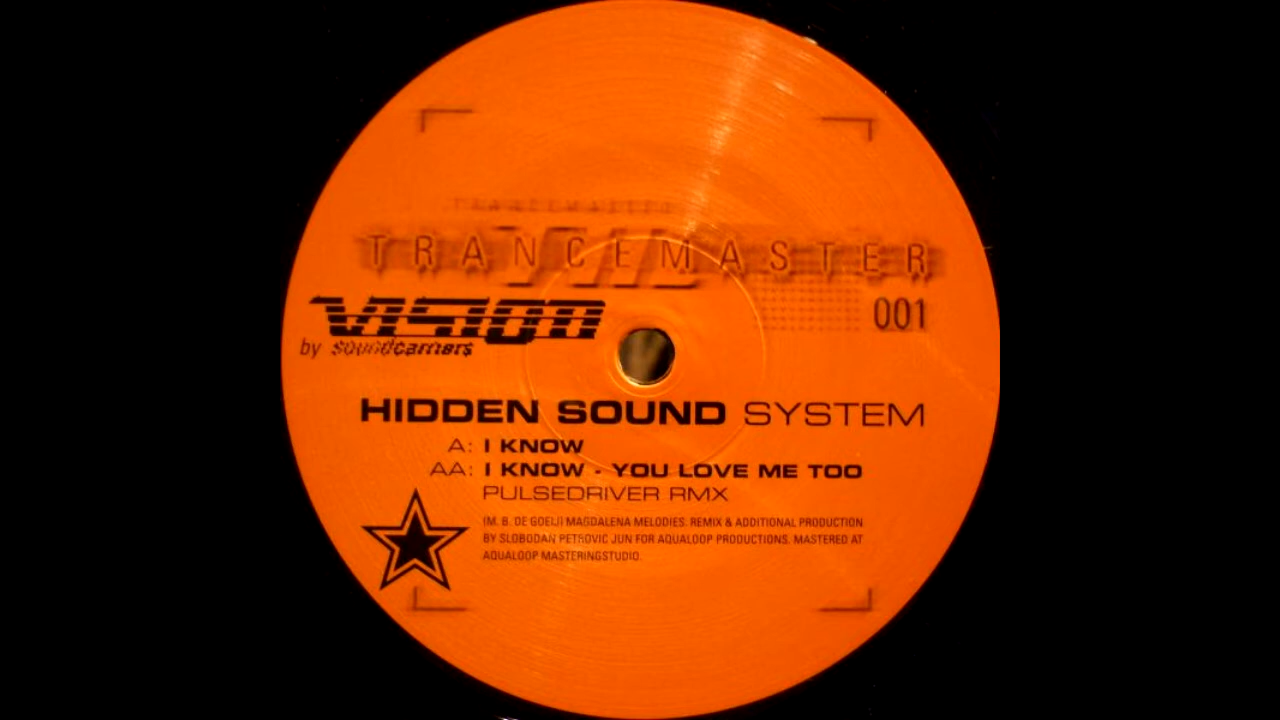 TRANCEMASTER
TRANCEMASTER
001
VISION
by soundcarriers
HIDDEN SOUND SYSTEM
A: I KNOW
AA: I KNOW - YOU LOVE ME TOO
PULSEDRIVER RMX
(M. B. DE GOEIJ) MAGDALENA MELODIES. REMIX & ADDITIONAL PRODUCTION
BY SLOBODAN PETROVIC JUN FOR AQUALOOP PRODUCTIONS. MASTERED AT
AQUALOOP MASTERINGSTUDIO.